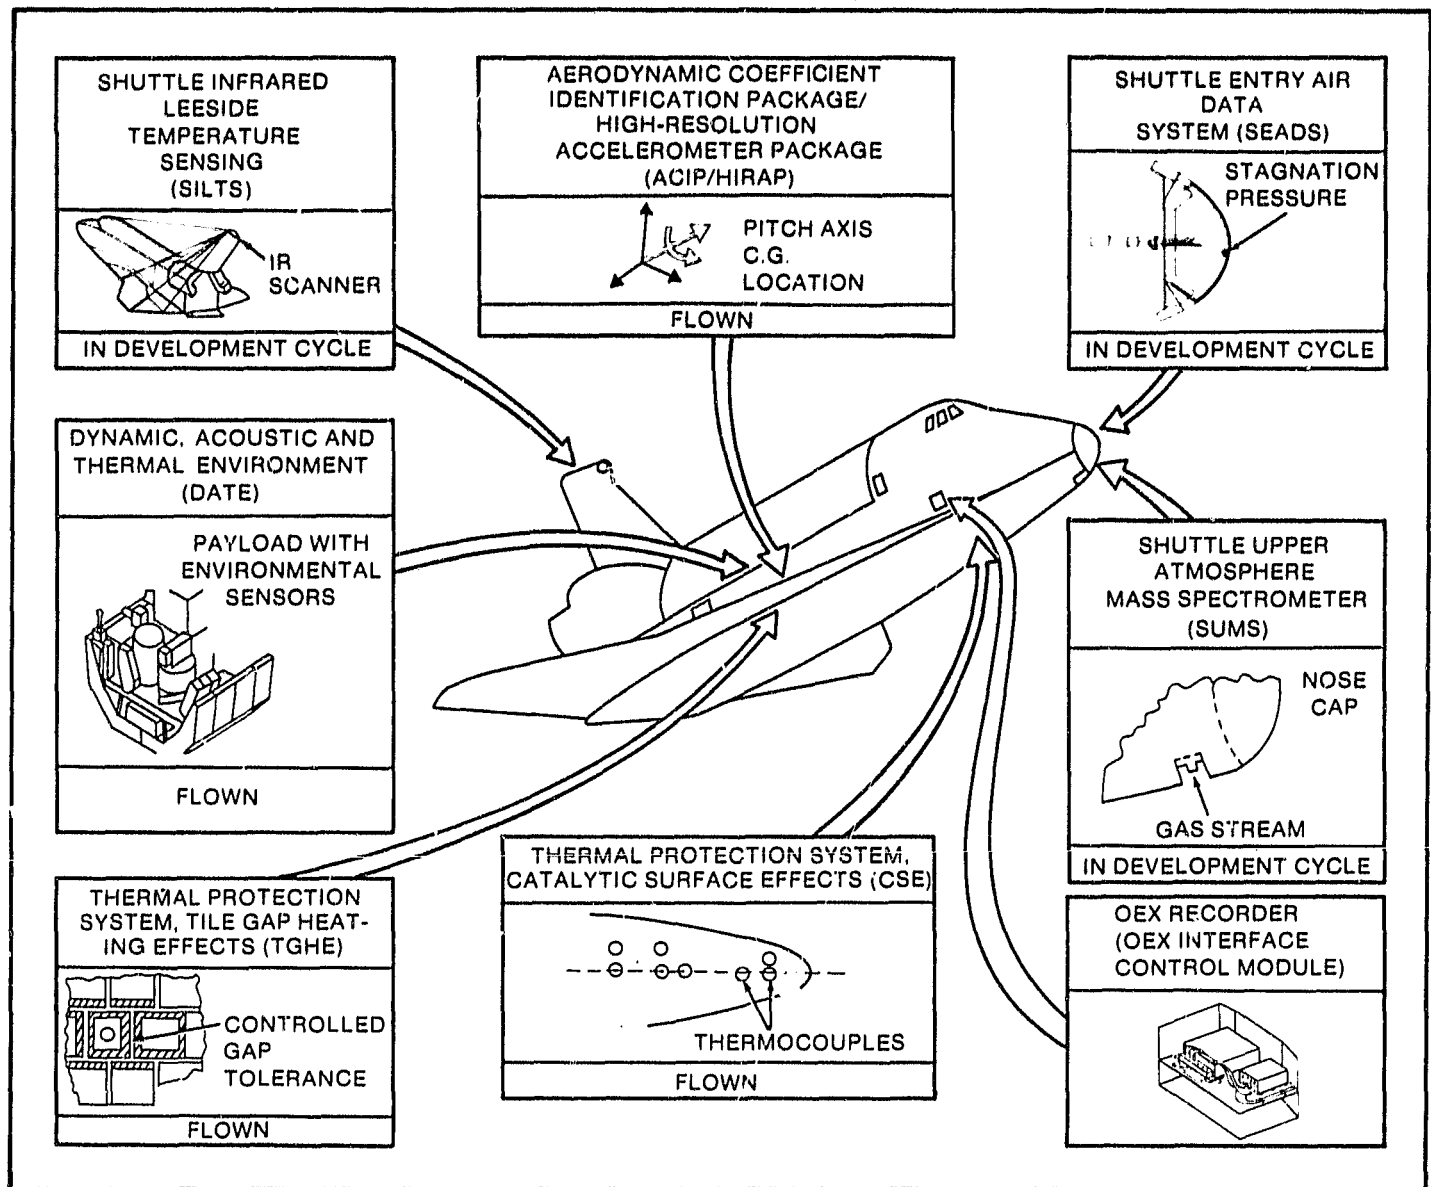 SHUTTLE INFRARED
LEESIDE
TEMPERATURE
SENSING
(SILTS)
IR
SCANNER
IN DEVELOPMENT CYCLE
AERODYNAMIC COEFFICIENT
IDENTIFICATION PACKAGE/
HIGH-RESOLUTION
ACCELEROMETER PACKAGE
(ACIP/HIRAP)
PITCH AXIS
C.G.
LOCATION
FLOWN
SHUTTLE ENTRY AIR
DATA
SYSTEM (SEADS)
STAGNATION
PRESSURE
IN DEVELOPMENT CYCLE
DYNAMIC, ACOUSTIC AND
THERMAL ENVIRONMENT
(DATE)
PAYLOAD WITH
ENVIRONMENTAL
SENSORS
FLOWN
SHUTTLE UPPER
ATMOSPHERE
MASS SPECTROMETER
(SUMS)
NOSE
CAP
GAS STREAM
IN DEVELOPMENT CYCLE
THERMAL PROTECTION
SYSTEM, TILE GAP HEAT-
ING EFFECTS (TGHE)
CONTROLLED
GAP
TOLERANCE
FLOWN
THERMAL PROTECTION SYSTEM,
CATALYTIC SURFACE EFFECTS (CSE)
THERMOCOUPLES
FLOWN
OEX RECORDER
(OEX INTERFACE
CONTROL MODULE)